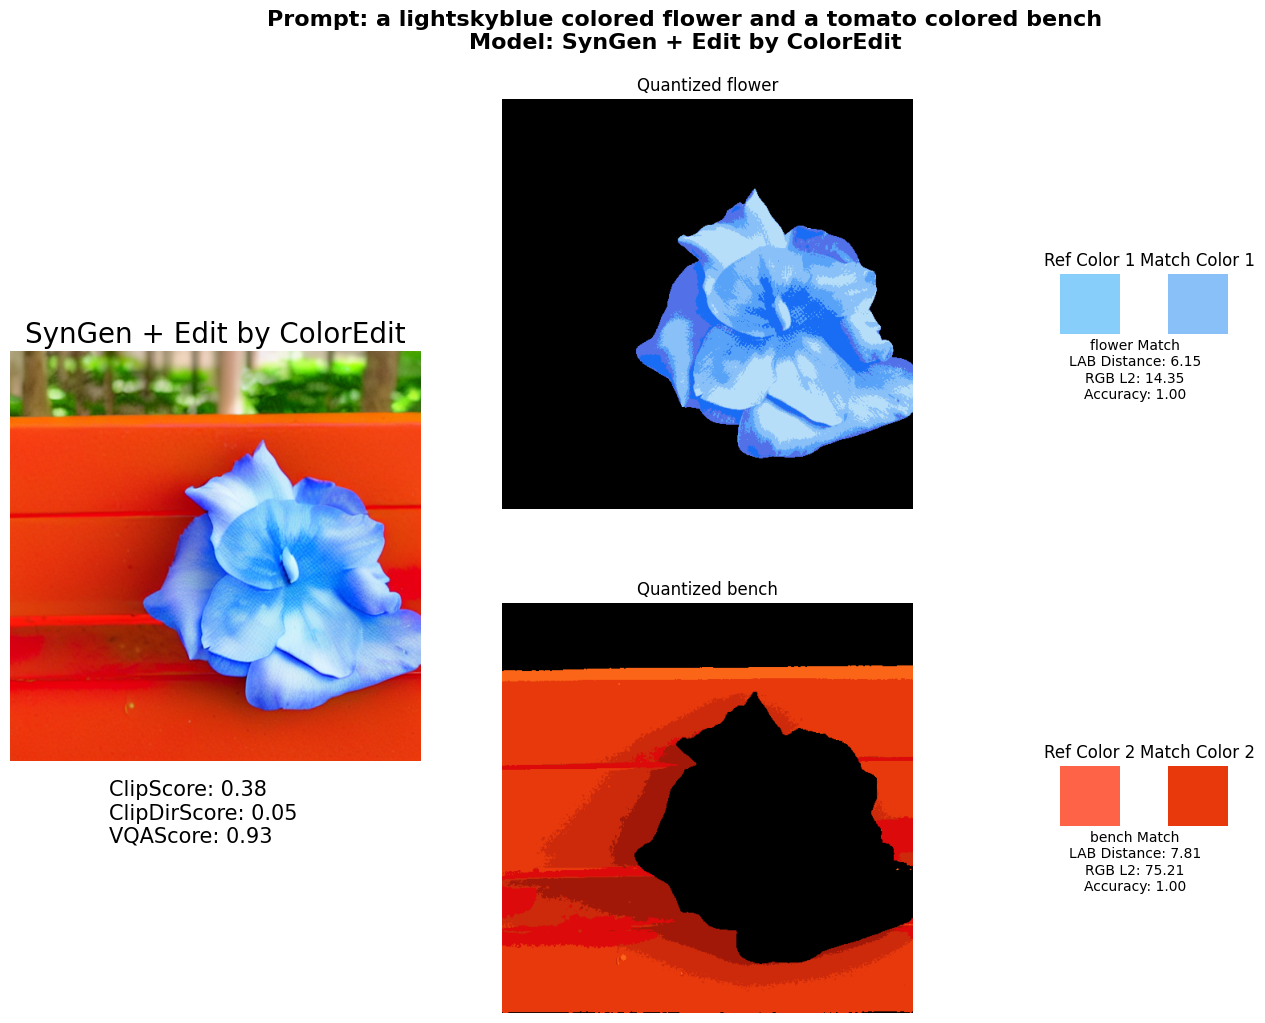 Prompt: a lightskyblue colored flower and a tomato colored bench
Model: SynGen + Edit by ColorEdit
SynGen + Edit by ColorEdit
ClipScore: 0.38
ClipDirScore: 0.05
VQAScore: 0.93
Quantized flower
Ref Color 1 Match Color 1
flower Match
LAB Distance: 6.15
RGB L2: 14.35
Accuracy: 1.00
Quantized bench
Ref Color 2 Match Color 2
bench Match
LAB Distance: 7.81
RGB L2: 75.21
Accuracy: 1.00